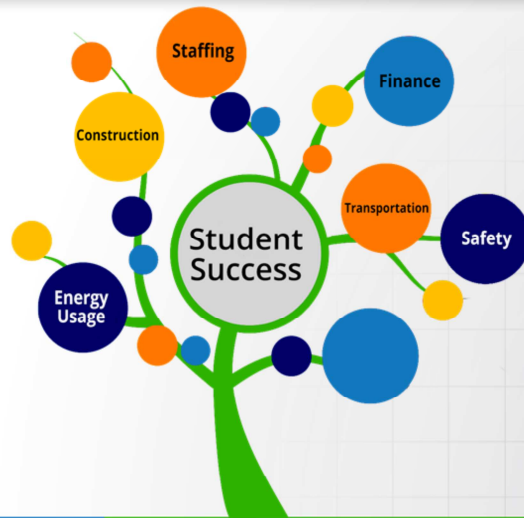 Staffing
Finance
Construction
Transportation
Student
Success
Safety
Energy
Usage